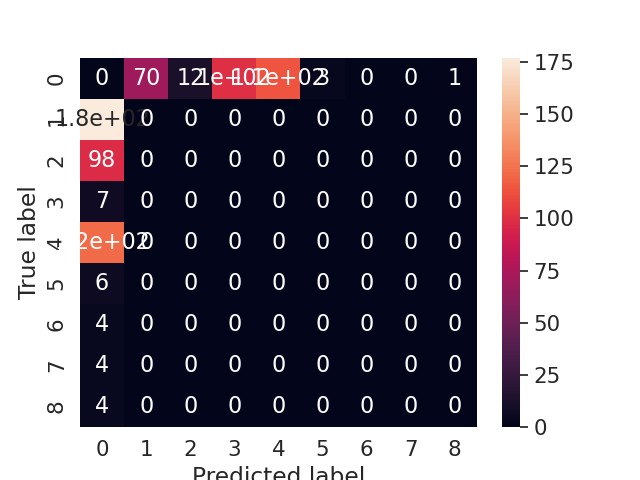 0 0 70 12 1e+02 1.1e+02 3 0 0 1
1 1.8e+02 0 0 0 0 0 0 0 0
2 98 0 0 0 0 0 0 0 0
3 7 0 0 0 0 0 0 0 0
4 2e+02 0 0 0 0 0 0 0 0
5 6 0 0 0 0 0 0 0 0
6 4 0 0 0 0 0 0 0 0
7 4 0 0 0 0 0 0 0 0
8 4 0 0 0 0 0 0 0 0
0 1 2 3 4 5 6 7 8
True label
Predicted label
175
150
125
100
75
50
25
0